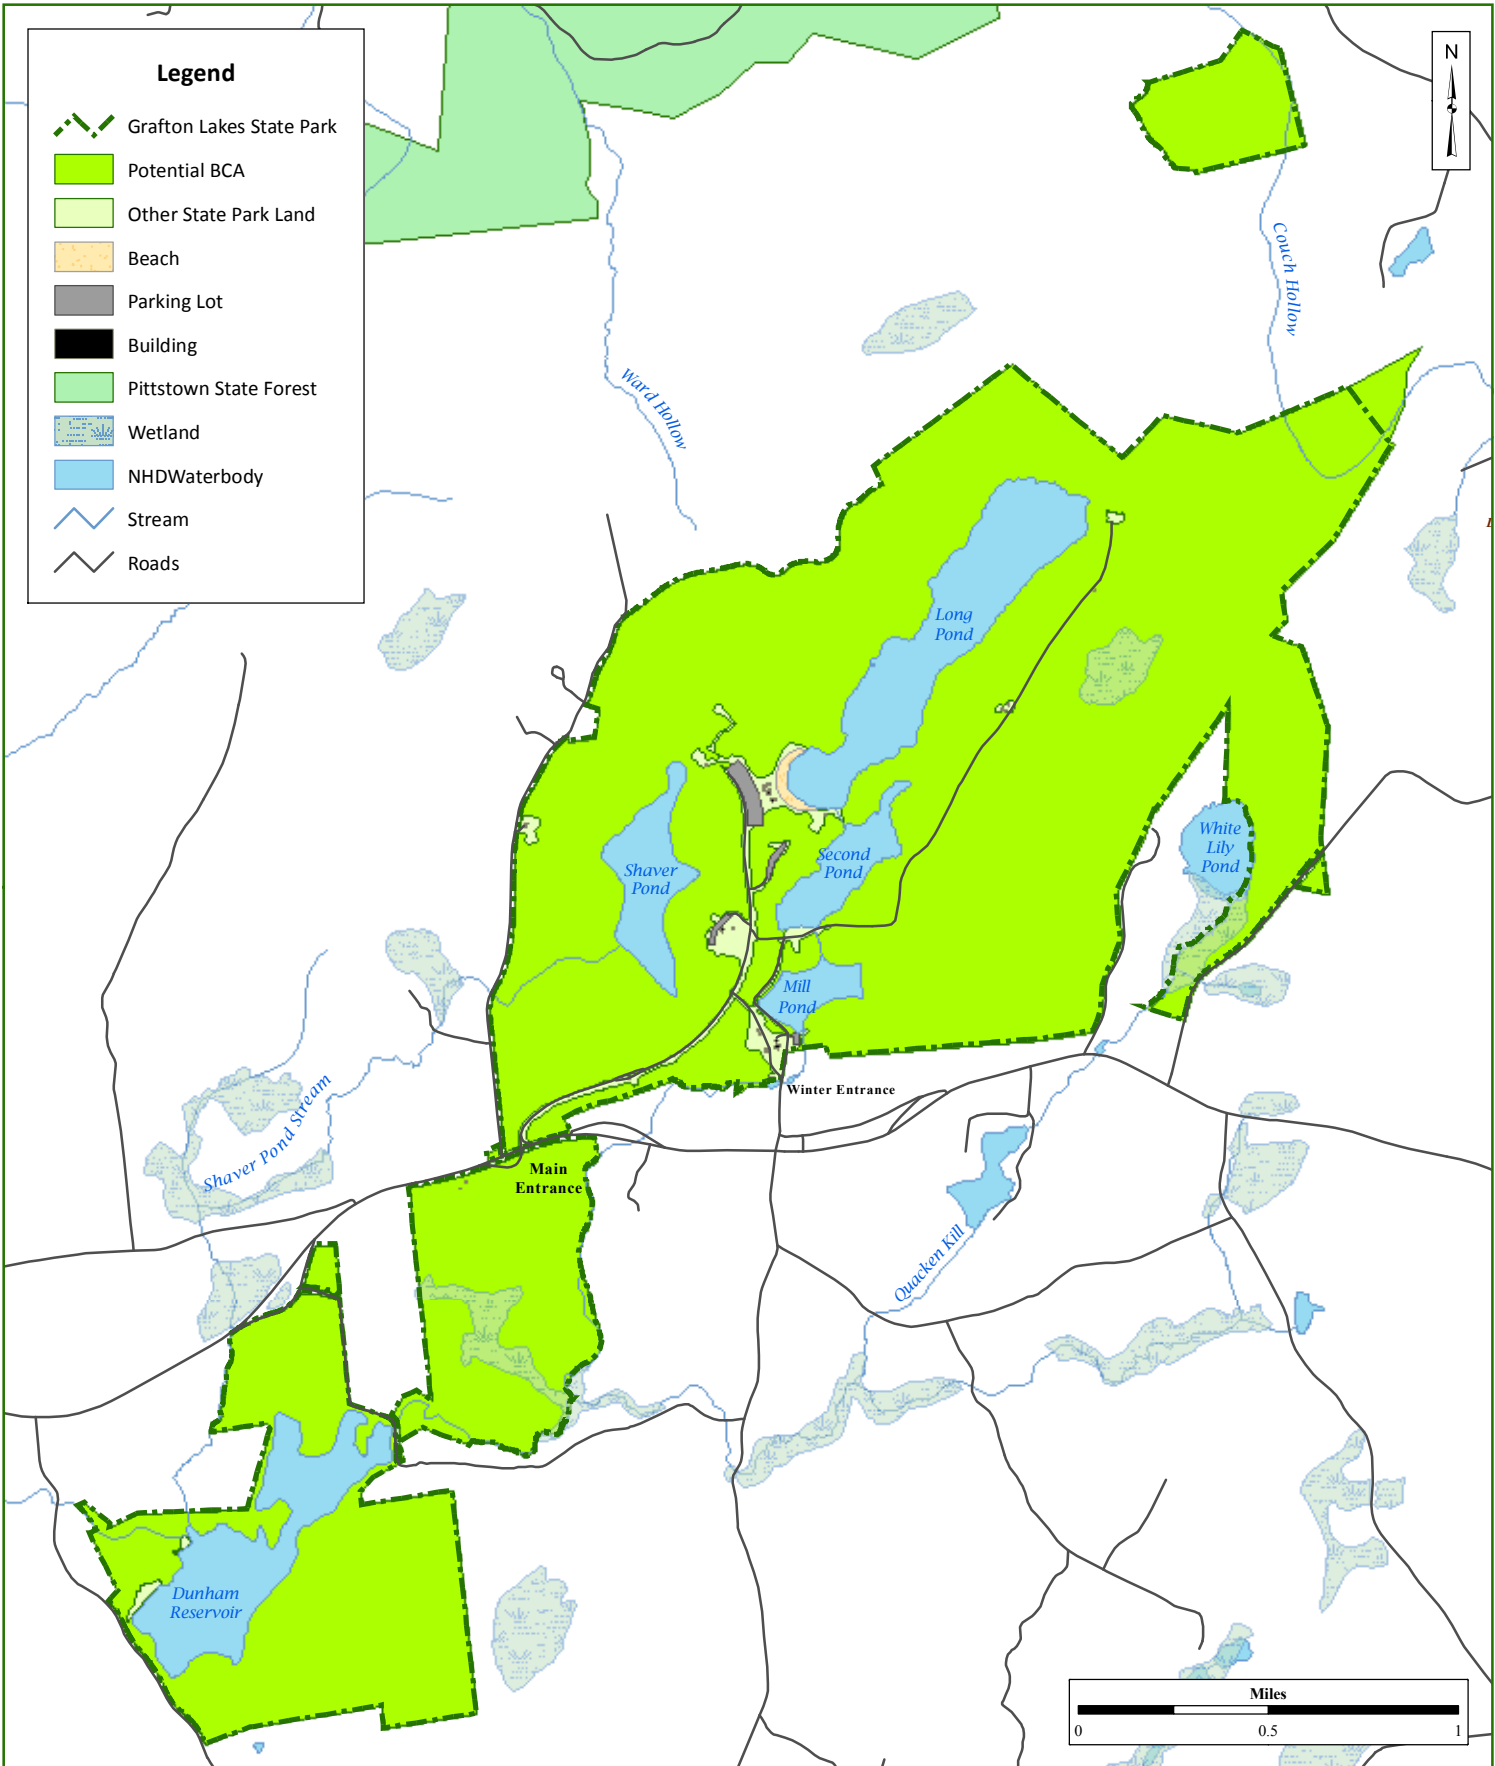 Legend
Grafton Lakes State Park
Potential BCA
Other State Park Land
Beach
Parking Lot
Building
Pittstown State Forest
Wetland
NHDWaterbody
Stream
Roads
N
Couch Hollow
Ward Hollow
Long
Pond
White
Lily
Pond
Second
Pond
Shaver
Pond
Mill
Pond
Winter Entrance
Shaver Pond Stream
Main
Entrance
Quacken Kill
Dunham
Reservoir
Miles
0
0.5
1